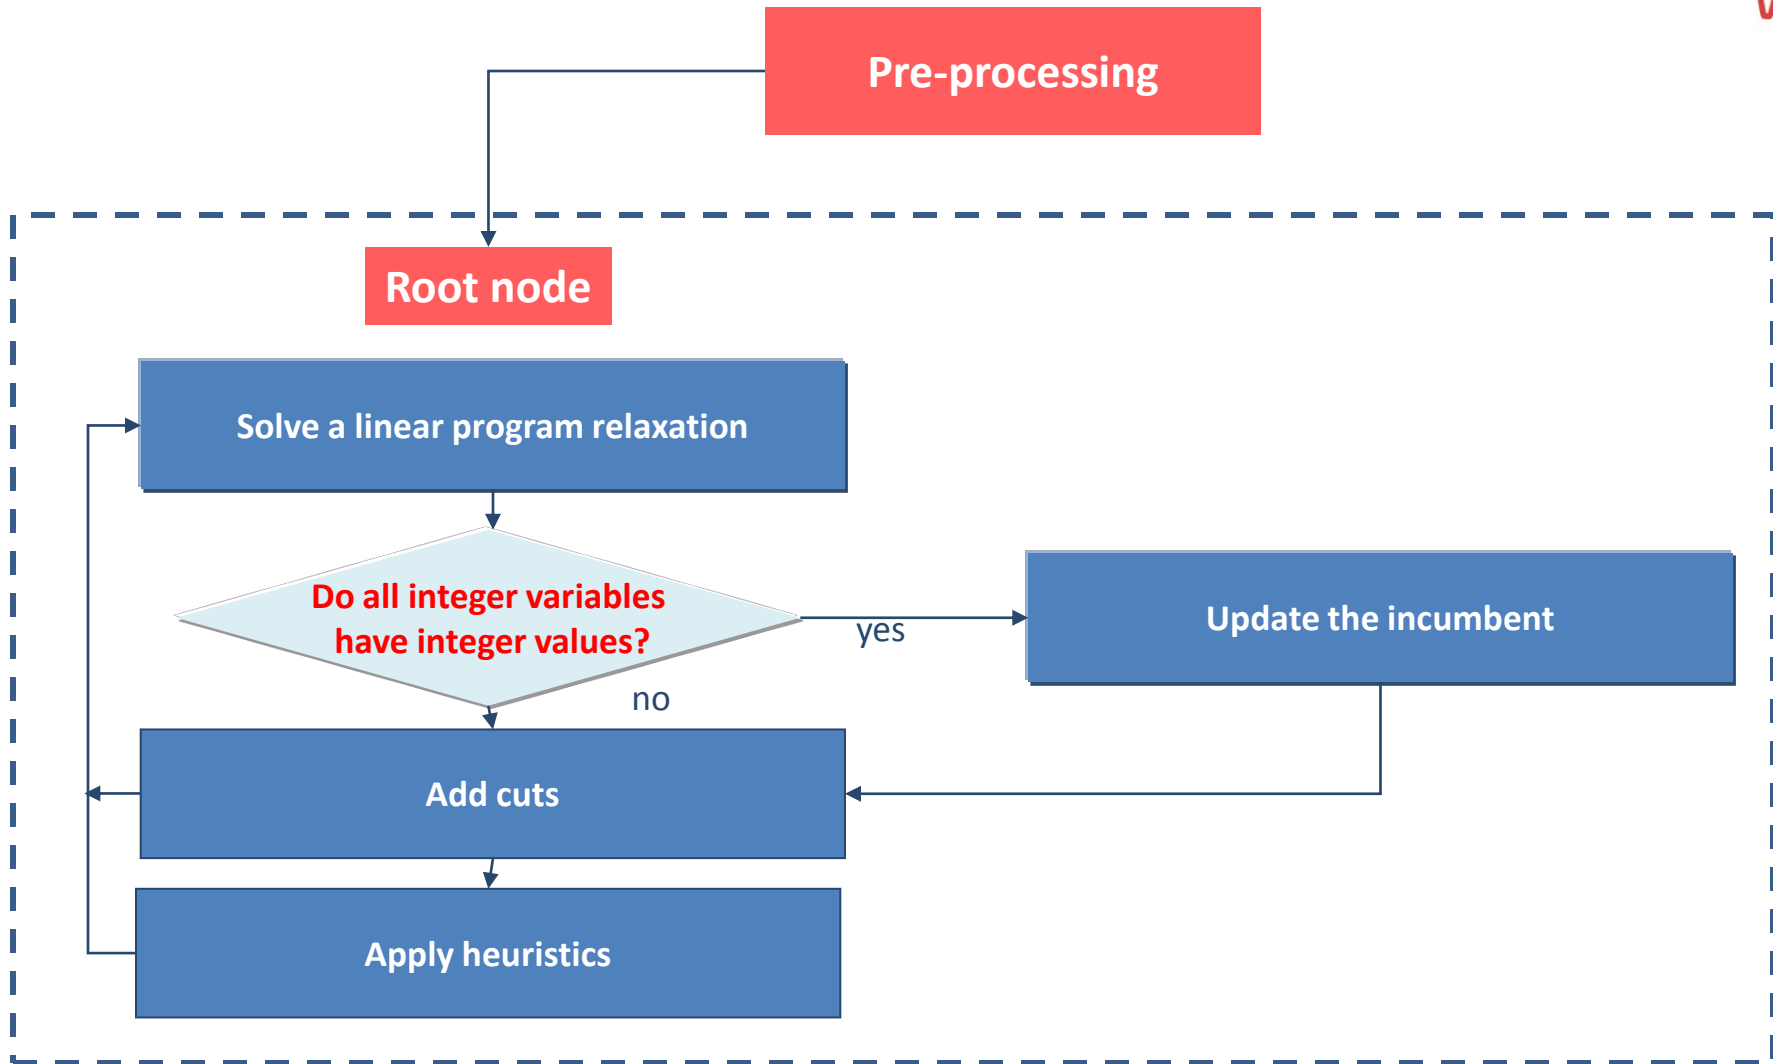 Pre-processing
Root node
Solve a linear program relaxation
Do all integer variables
have integer values?
yes
Update the incumbent
no
Add cuts
Apply heuristics